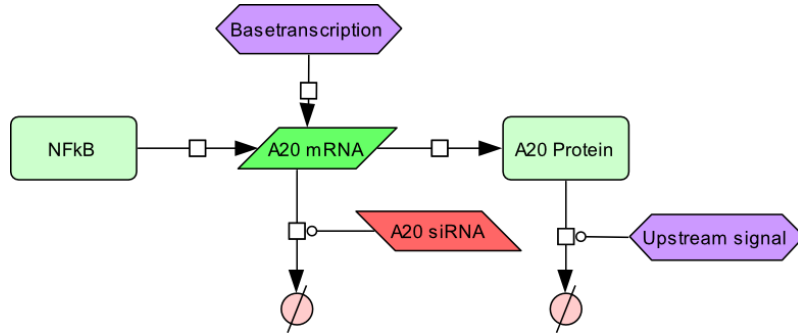 Basetranscription
NFkB
A20 mRNA
A20 Protein
A20 siRNA
Upstream signal